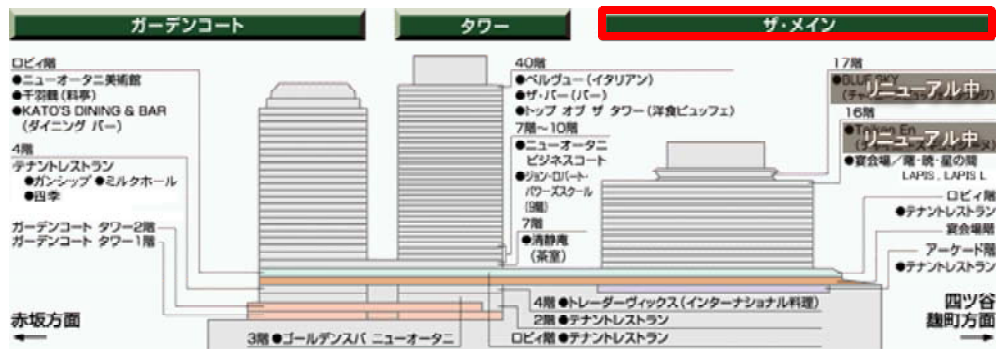 ガーデンコート
タワー
ザ・メイン
ロビィ階
●ニューオータニ美術館
●千羽鶴(料亭)
●KATO'S DINING & BAR
(ダイニング バー)
4階
テナントレストラン
●ガンシップ ●ミルクホール
●四季
ガーデンコート タワー2階
ガーデンコート タワー1階
赤坂方面
40階
●ベルヴュー(イタリアン)
●ザ・バー(バー)
●トップ オブ ザ タワー(洋食ビュッフェ)
7階〜10階
●ニューオータニ
ビジネスコート
●ジョン・ロバート・
パワーズスクール
(9階)
7階
●清静庵
(茶室)
17階
●BLUE SKY
リニューアル中
16階
リニューアル中
●宴会場/曙・暁・星の間
LAPIS , LAPIS L
ロビィ階
●テナントレストラン
宴会場階
アーケード階
●テナントレストラン
四ツ谷
麹町方面
4階 ●トレーダーヴィックス(インターナショナル料理)
2階 ●テナントレストラン
3階 ●ゴールデンスパ ニューオータニ
ロビィ階 ●テナントレストラン